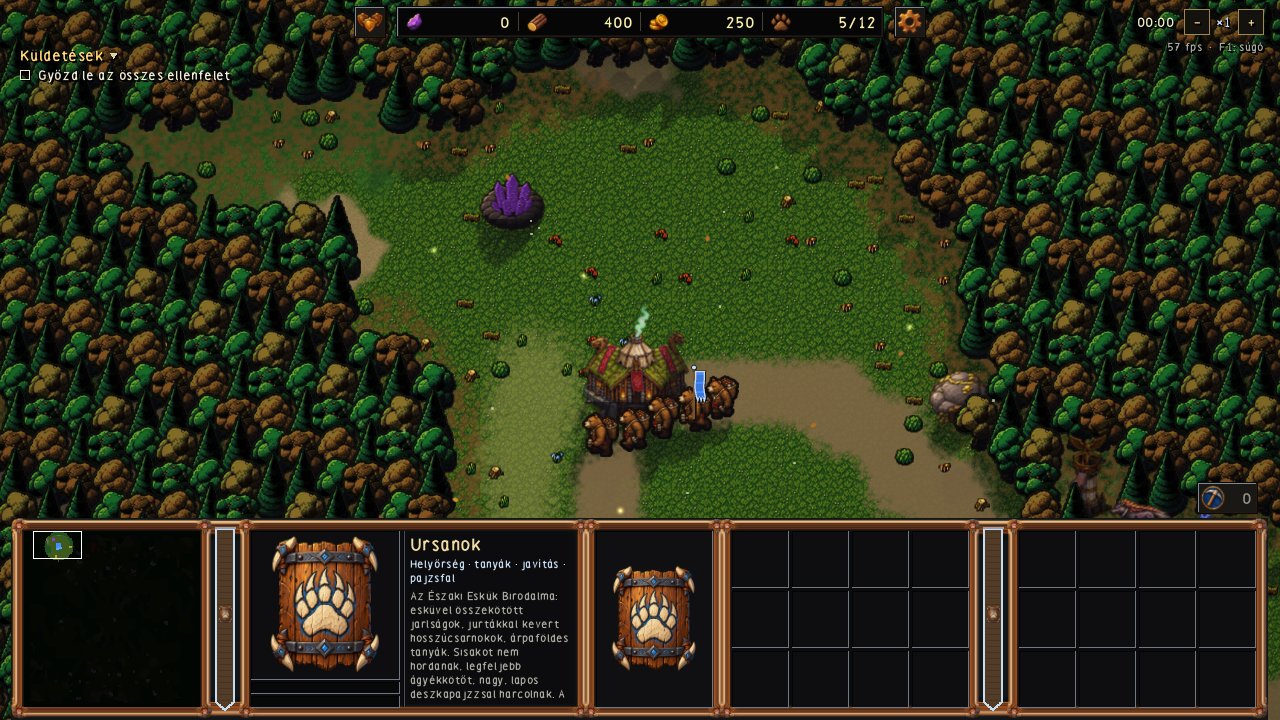 0 400 250 5/12 00:00 - ×1 +
57 fps · F1: súgó
Küldetések ▾
Győzd le az összes ellenfelet
0
Ursanok
Helyőrség · tanyák · javítás ·
pajzsfal
Az Északi Eskük Birodalma:
esküvel összekötött
jarlságok, jurtákkal kevert
hosszúcsarnokok, árpaföldes
tanyák. Sisakot nem
hordanak, legfeljebb
ágyékkötőt, nagy, lapos
deszkapajzzsal harcolnak. A